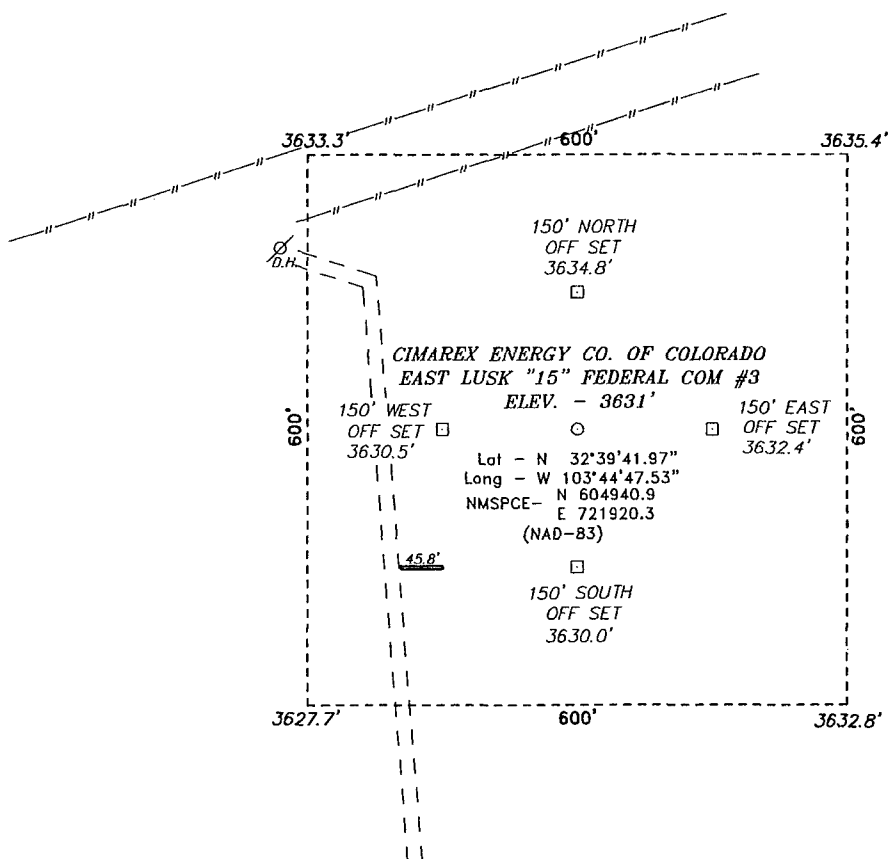 3633.3'
600'
3635.4'
D.H.
150' NORTH
OFF SET
3634.8'
CIMAREX ENERGY CO. OF COLORADO
EAST LUSK "15" FEDERAL COM #3
ELEV. - 3631'
600'
150' WEST
OFF SET
3630.5'
150' EAST
OFF SET
3632.4'
600'
Lat - N 32°39'41.97"
Long - W 103°44'47.53"
NMSPCE- N 604940.9
E 721920.3
(NAD-83)
45.8'
150' SOUTH
OFF SET
3630.0'
3627.7'
600'
3632.8'